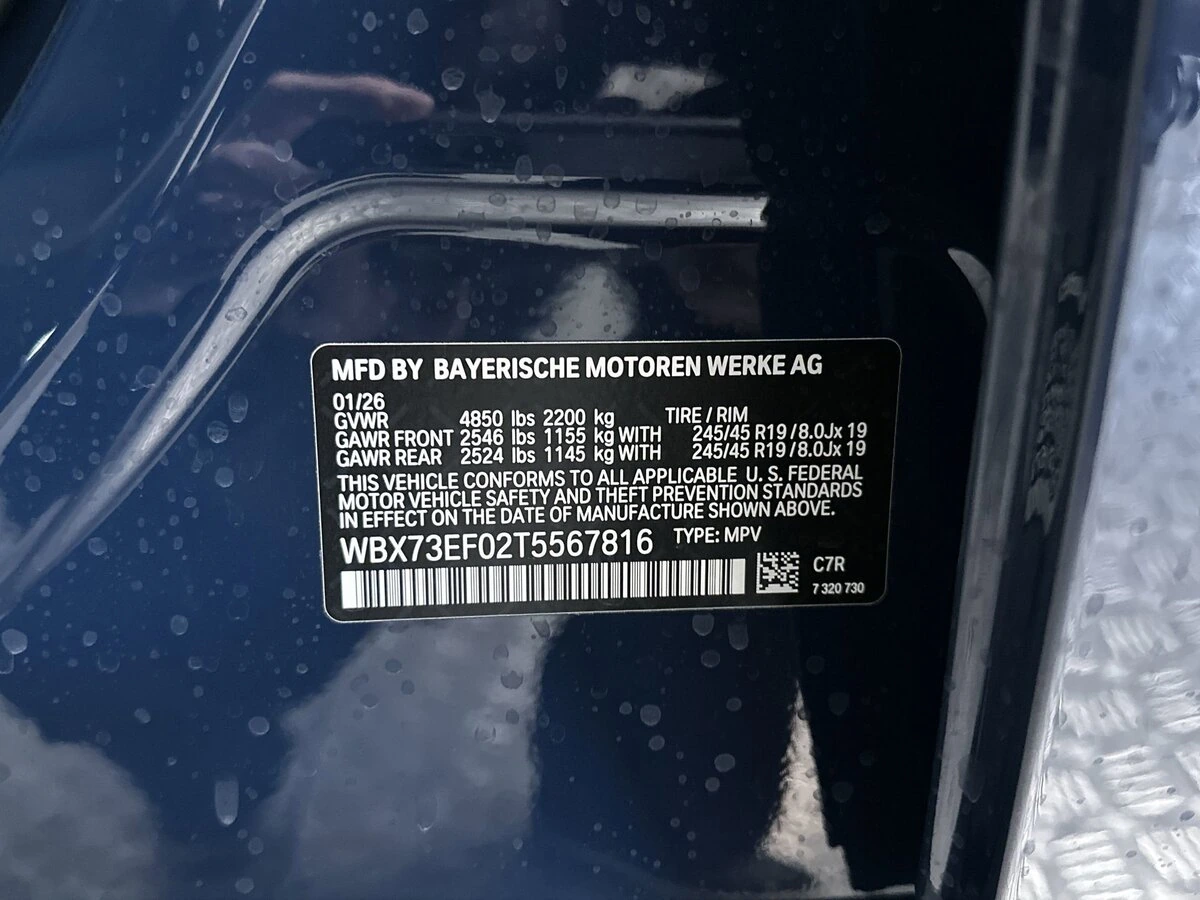 MFD BY BAYERISCHE MOTOREN WERKE AG
01/26
GVWR 4850 lbs 2200 kg TIRE / RIM
GAWR FRONT 2546 lbs 1155 kg WITH 245/45 R19 / 8.0Jx 19
GAWR REAR 2524 lbs 1145 kg WITH 245/45 R19 / 8.0Jx 19
THIS VEHICLE CONFORMS TO ALL APPLICABLE U. S. FEDERAL
MOTOR VEHICLE SAFETY AND THEFT PREVENTION STANDARDS
IN EFFECT ON THE DATE OF MANUFACTURE SHOWN ABOVE.
WBX73EF02T5567816 TYPE: MPV
C7R
7 320 730